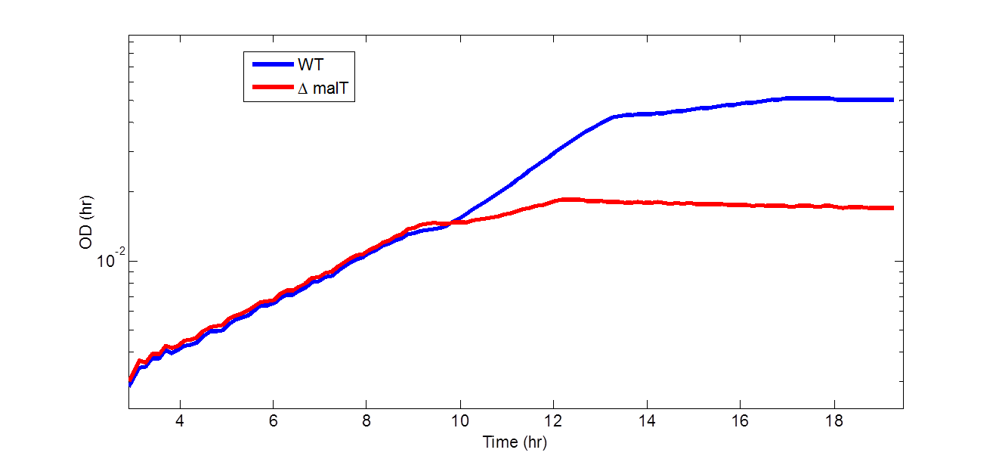 WT
Δ malT
OD (hr)
10-2
4 6 8 10 12 14 16 18
Time (hr)